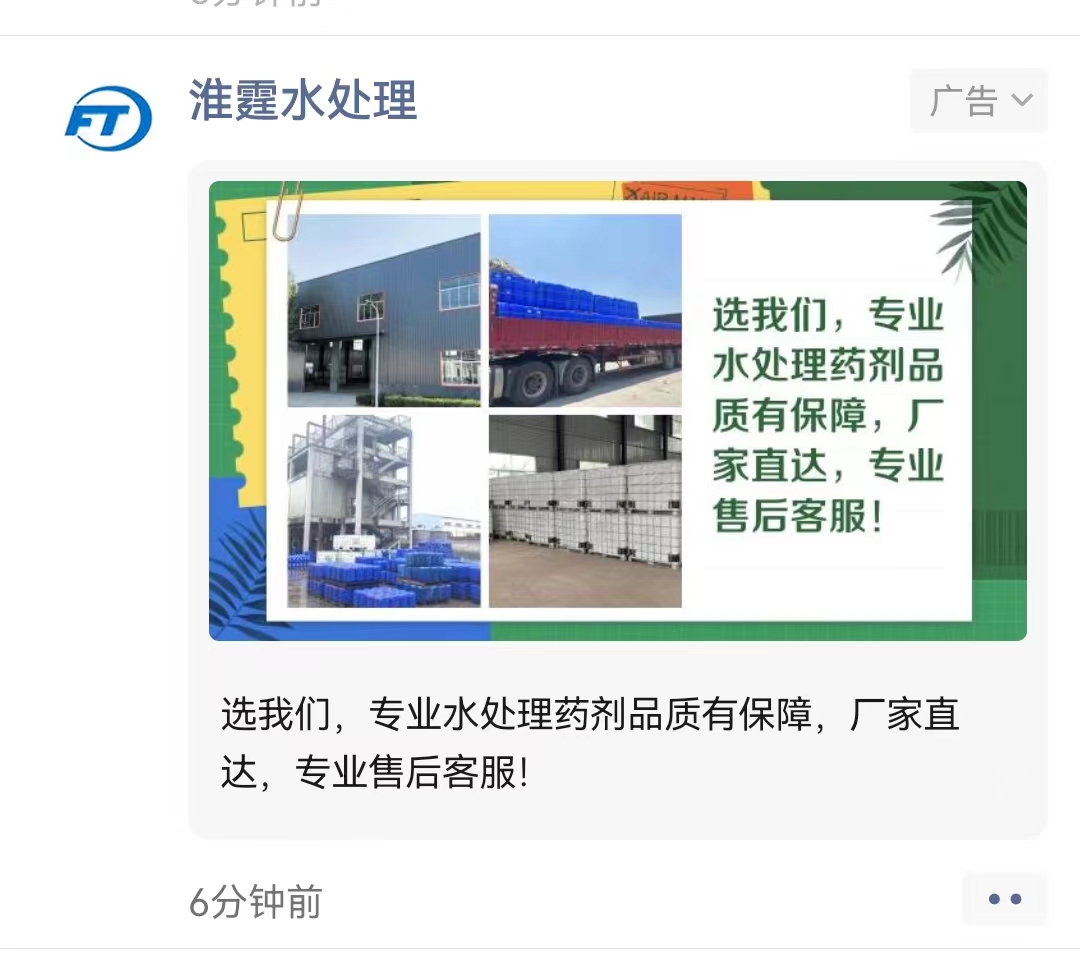 淮霆水处理
广告
FT
AIR MAIL
选我们，专业
水处理药剂品
质有保障，厂
家直达，专业
售后客服！
选我们，专业水处理药剂品质有保障，厂家直
达，专业售后客服！
6分钟前